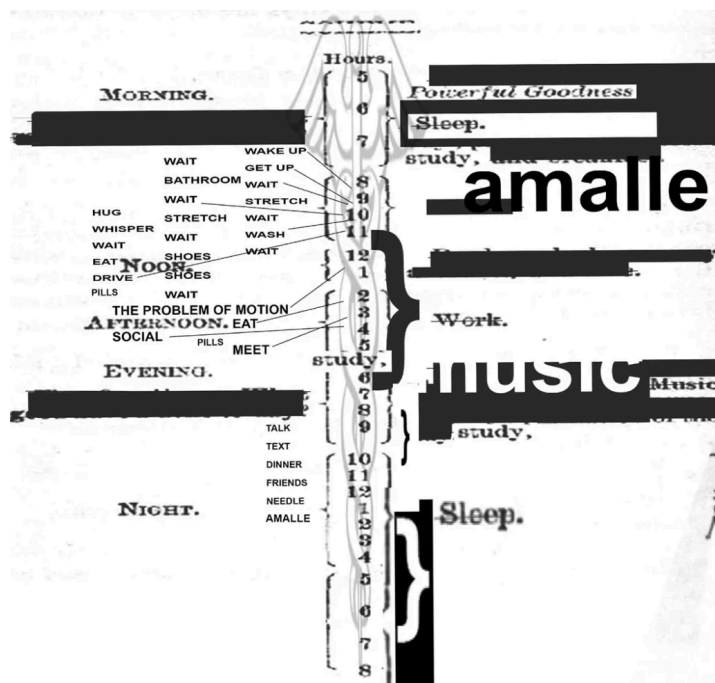 Hours.
5
MORNING.
Powerful Goodness
6
Sleep.
7
WAKE UP
study,
WAIT
GET UP
8
BATHROOM
WAIT
9
amalle
WAIT
STRETCH
10
HUG
STRETCH
WAIT
WHISPER
WAIT
WASH
11
WAIT
SHOES
WAIT
12
EAT
NOON.
DRIVE
SHOES
1
PILLS
WAIT
2
THE PROBLEM OF MOTION
3
AFTERNOON.
EAT
Work.
SOCIAL
4
PILLS
MEET
5
study,
music
EVENING.
6
Music
7
8
TALK
9
study,
TEXT
DINNER
10
FRIENDS
11
NEEDLE
12
NIGHT.
AMALLE
1
Sleep.
2
3
4
5
6
7
8